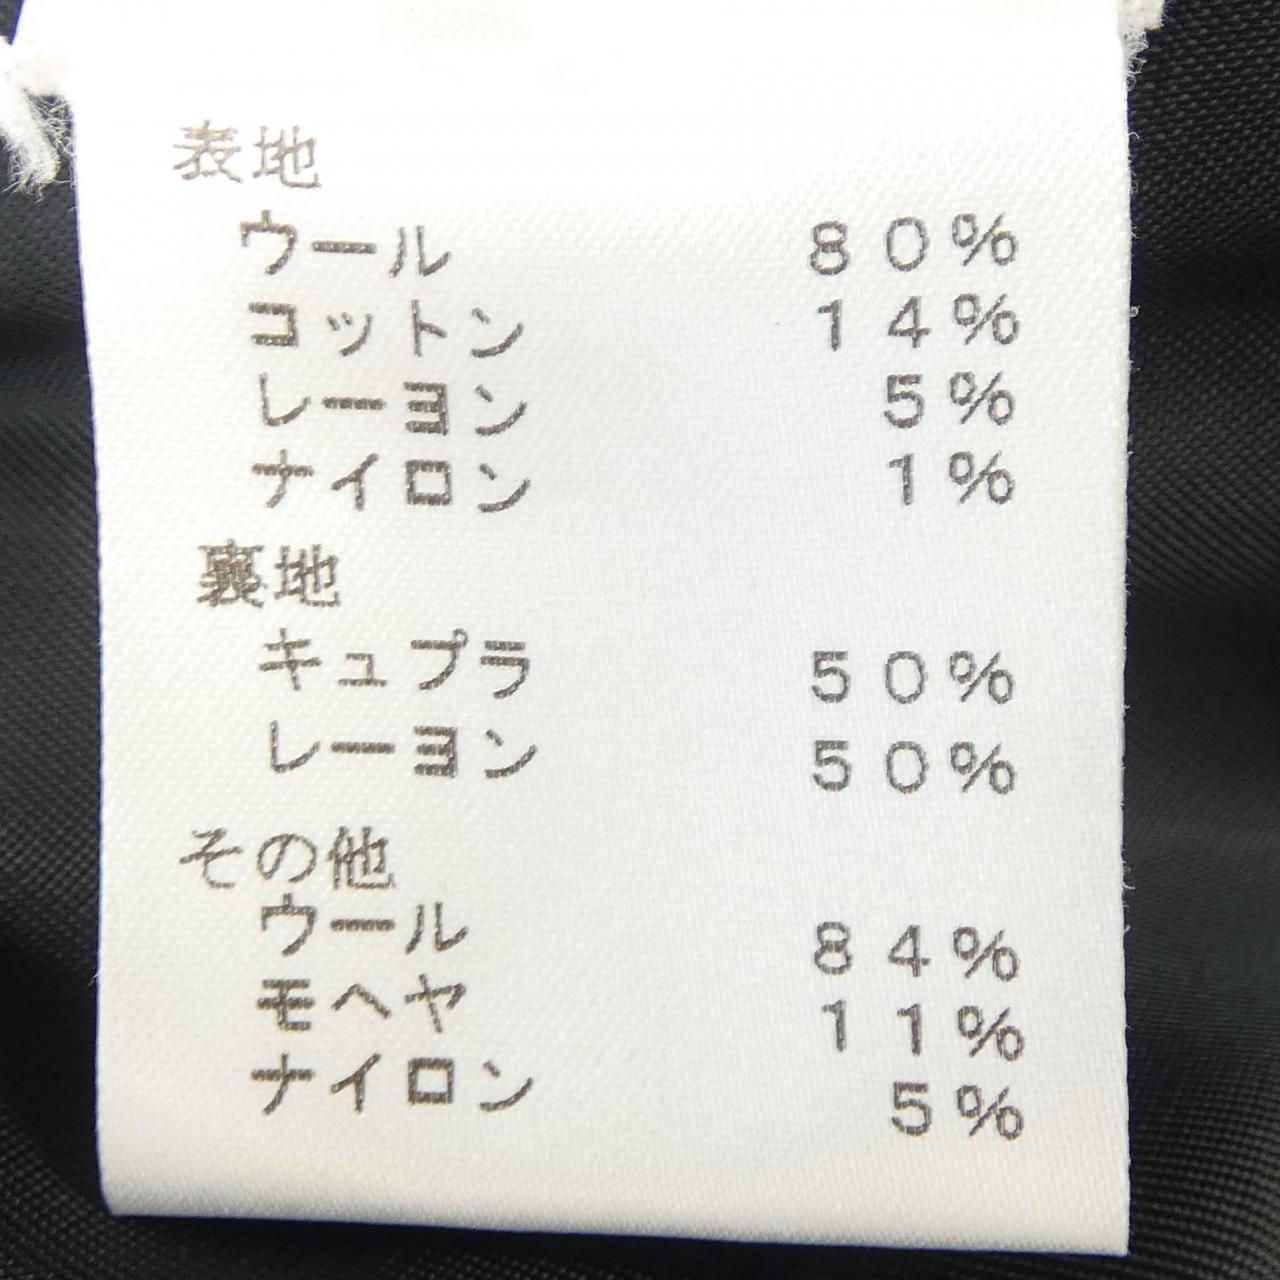 表地
ウール 80%
コットン 14%
レーヨン 5%
ナイロン 1%
裏地
キュプラ 50%
レーヨン 50%
その他
ウール 84%
モヘヤ 11%
ナイロン 5%